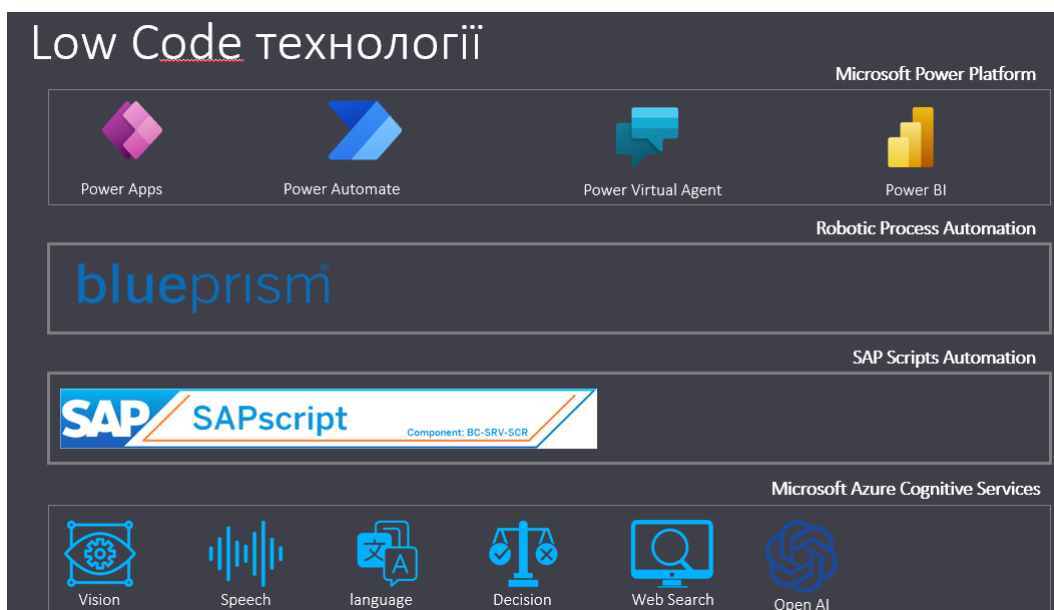 Low Code технології
Microsoft Power Platform
Power Apps
Power Automate
Power Virtual Agent
Power BI
Robotic Process Automation
blueprism
SAP Scripts Automation
SAP SAPscript
Component: BC-SRV-SCR
Microsoft Azure Cognitive Services
文 A
Vision
Speech
language
Decision
Web Search
Open AI